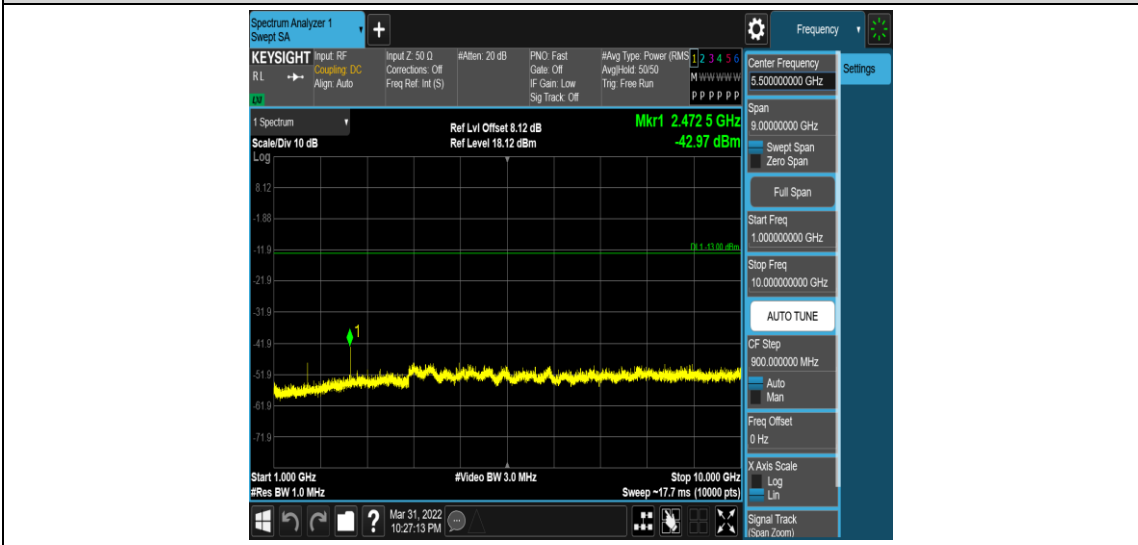 Spectrum Analyzer 1
Swept SA
+
Frequency
KEYSIGHT
RL
LXI
Input: RF
Coupling: DC
Align: Auto
Input Z: 50 Ω
Corrections: Off
Freq Ref: Int (S)
#Atten: 20 dB
PNO: Fast
Gate: Off
IF Gain: Low
Sig Track: Off
#Avg Type: Power (RMS
Avg|Hold: 50/50
Trig: Free Run
1 2 3 4 5 6
M W W W W W
P P P P P P
1 Spectrum
Scale/Div 10 dB
Log
Ref Lvl Offset 8.12 dB
Ref Level 18.12 dBm
Mkr1 2.472 5 GHz
-42.97 dBm
8.12
-1.88
-11.9
DL1 -13.00 dBm
-21.9
-31.9
1
-41.9
-51.9
-61.9
-71.9
Start 1.000 GHz
#Res BW 1.0 MHz
#Video BW 3.0 MHz
Stop 10.000 GHz
Sweep ~17.7 ms (10000 pts)
?
Mar 31, 2022
10:27:13 PM
Center Frequency
5.500000000 GHz
Settings
Span
9.00000000 GHz
Swept Span
Zero Span
Full Span
Start Freq
1.000000000 GHz
Stop Freq
10.000000000 GHz
AUTO TUNE
CF Step
900.000000 MHz
Auto
Man
Freq Offset
0 Hz
X Axis Scale
Log
Lin
Signal Track
(Span Zoom)